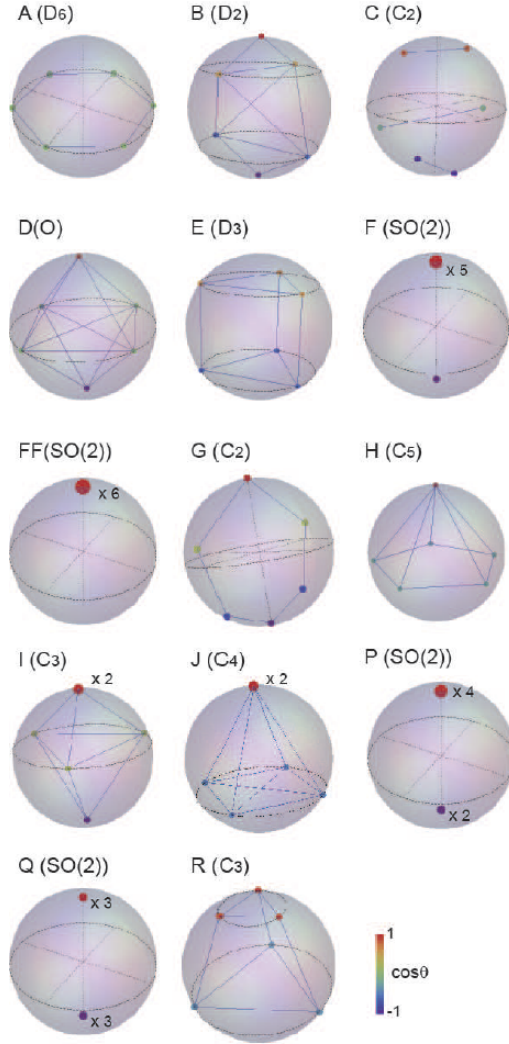 A (D6) B (D2) C (C2)
D(O) E (D3) F (SO(2))
x 5
FF(SO(2)) G (C2) H (C5)
x 6
I (C3) J (C4) P (SO(2))
x 2 x 2 x 4
x 2
Q (SO(2)) R (C3)
x 3
1
cosθ
-1
x 3